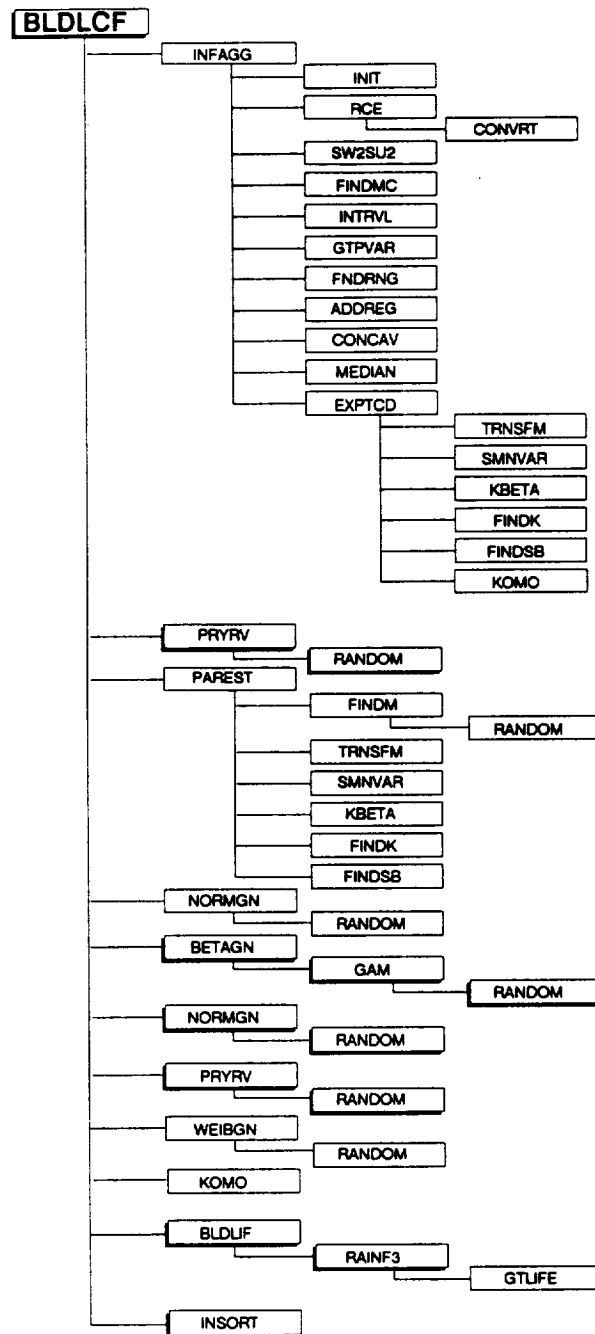 BLDLCF
INFAGG
INIT
RCE
CONVRT
SW2SU2
FINDMC
INTRVL
GTPVAR
FNDRNG
ADDREG
CONCAV
MEDIAN
EXPTCD
TRNSFM
SMNVAR
KBETA
FINDK
FINDSB
KOMO
PRYRV
RANDOM
PAREST
FINDM
RANDOM
TRNSFM
SMNVAR
KBETA
FINDK
FINDSB
NORMGN
RANDOM
BETAGN
GAM
RANDOM
NORMGN
RANDOM
PRYRV
RANDOM
WEIBGN
RANDOM
KOMO
BLDLIF
RAINF3
GTLIFE
INSORT